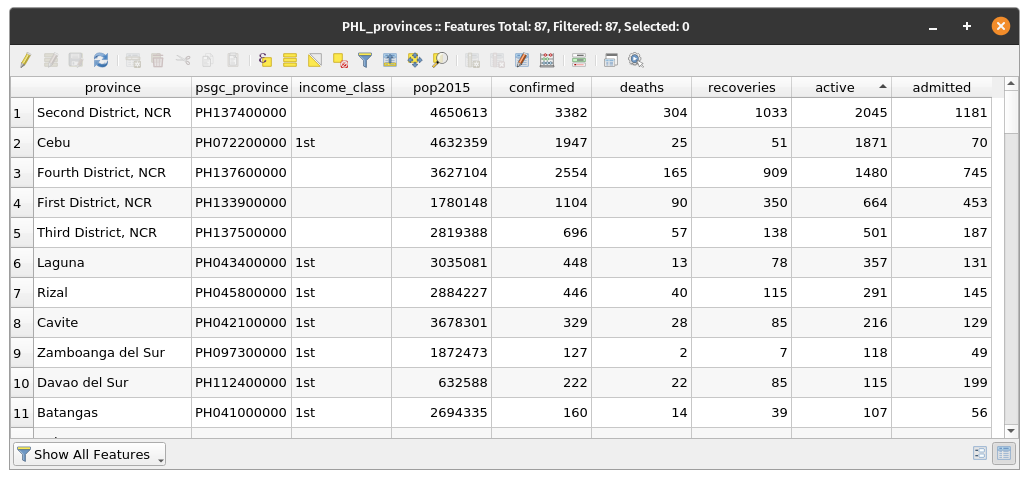 PHL_provinces :: Features Total: 87, Filtered: 87, Selected: 0
province psgc_province income_class pop2015 confirmed deaths recoveries active admitted
1 Second District, NCR PH137400000 4650613 3382 304 1033 2045 1181
2 Cebu PH072200000 1st 4632359 1947 25 51 1871 70
3 Fourth District, NCR PH137600000 3627104 2554 165 909 1480 745
4 First District, NCR PH133900000 1780148 1104 90 350 664 453
5 Third District, NCR PH137500000 2819388 696 57 138 501 187
6 Laguna PH043400000 1st 3035081 448 13 78 357 131
7 Rizal PH045800000 1st 2884227 446 40 115 291 145
8 Cavite PH042100000 1st 3678301 329 28 85 216 129
9 Zamboanga del Sur PH097300000 1st 1872473 127 2 7 118 49
10 Davao del Sur PH112400000 1st 632588 222 22 85 115 199
11 Batangas PH041000000 1st 2694335 160 14 39 107 56
Show All Features